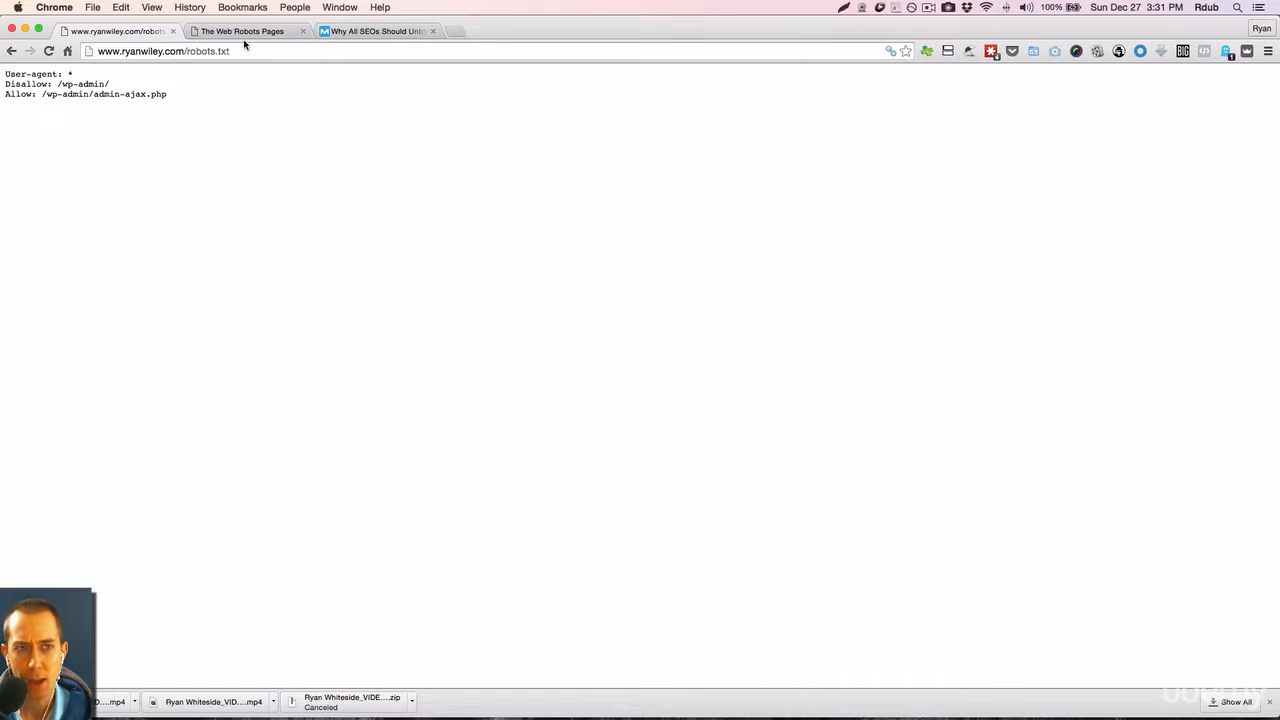 Chrome File Edit View History Bookmarks People Window Help 100% Sun Dec 27 3:31 PM Rdub
www.ryanwiley.com/robots The Web Robots Pages Why All SEOs Should Unb Ryan
www.ryanwiley.com/robots.txt
User-agent: *
Disallow: /wp-admin/
Allow: /wp-admin/admin-ajax.php
D....mp4 Ryan Whiteside_VID....mp4 Ryan Whiteside_VIDE....zip Show All
Canceled